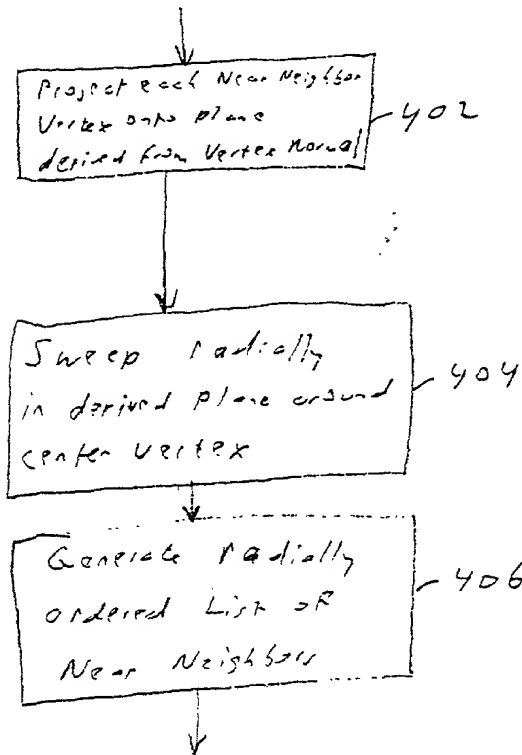 Project each Near Neighbor
Vertex onto plane
derived from Vertex Normal
402
Sweep radially
in derived plane around
center vertex
404
Generate radially
ordered List of
Near Neighbors
406